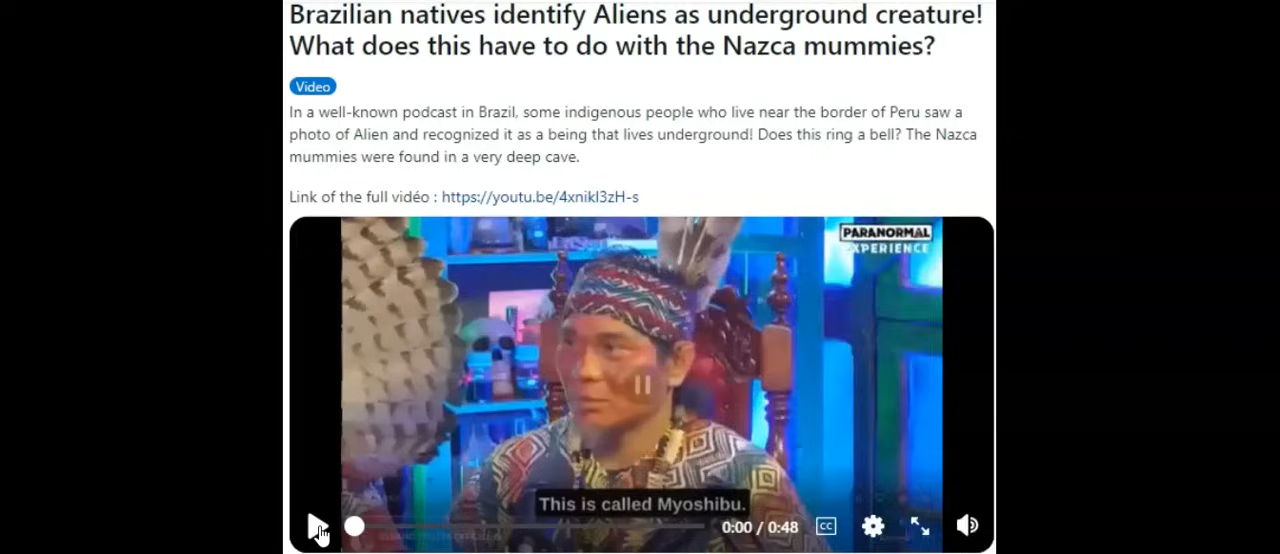 Brazilian natives identify Aliens as underground creature!
What does this have to do with the Nazca mummies?
Video
In a well-known podcast in Brazil, some indigenous people who live near the border of Peru saw a
photo of Alien and recognized it as a being that lives underground! Does this ring a bell? The Nazca
mummies were found in a very deep cave.
Link of the full vidéo : https://youtu.be/4xnikl3zH-s
PARANORMAL
EXPERIENCE
This is called Myoshibu.
0:00 / 0:48
CC